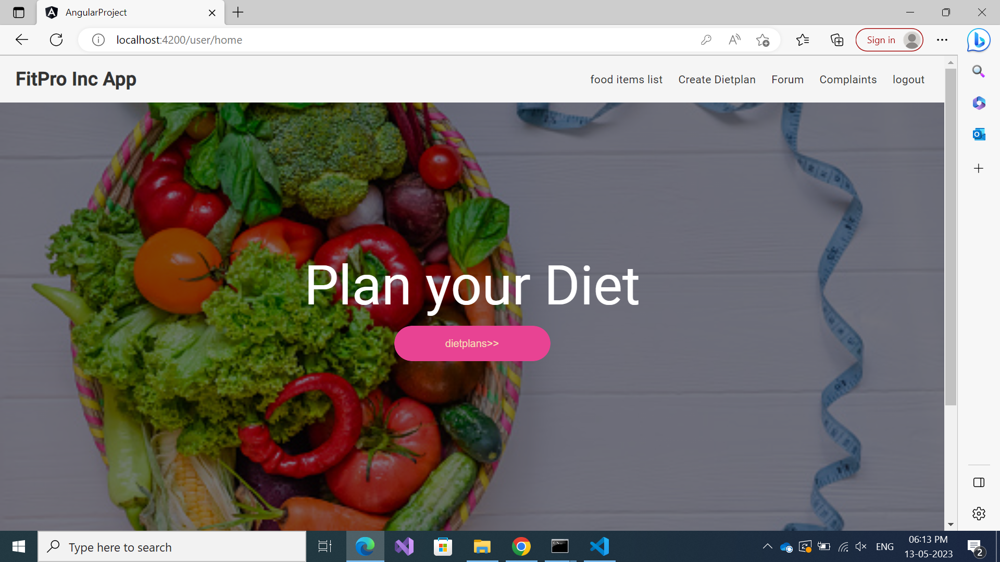 AngularProject
localhost:4200/user/home
Sign in
FitPro Inc App
food items list
Create Dietplan
Forum
Complaints
logout
Plan your Diet
dietplans>>
Type here to search
ENG
06:13 PM
13-05-2023
2